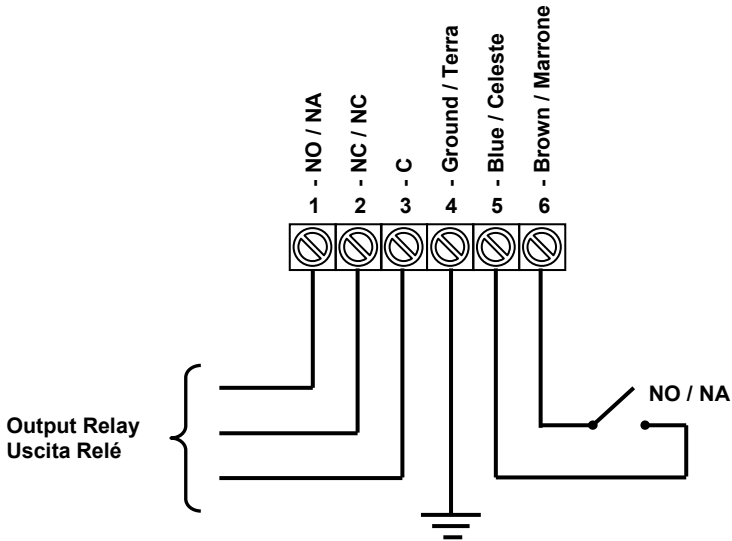 1 - NO / NA
2 - NC / NC
3 - C
4 - Ground / Terra
5 - Blue / Celeste
6 - Brown / Marrone
NO / NA
Output Relay
Uscita Relé